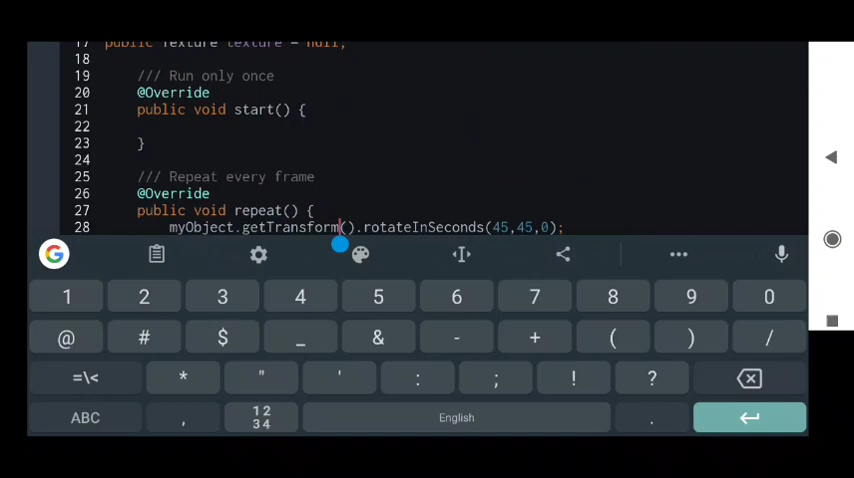 17 public Texture texture = null;
18
19 /// Run only once
20 @Override
21 public void start() {
22
23 }
24
25 /// Repeat every frame
26 @Override
27 public void repeat() {
28 myObject.getTransform().rotateInSeconds(45,45,0);
G
1 2 3 4 5 6 7 8 9 0
@ # $ _ & - + ( ) /
=\< * " ' : ; ! ?
ABC , 12 English .
34